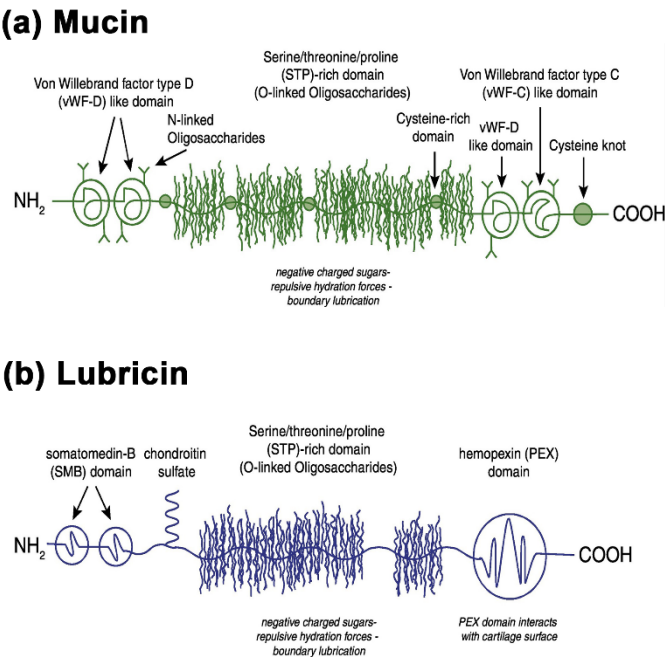 (a) Mucin
Serine/threonine/proline
(STP)-rich domain
(O-linked Oligosaccharides)
Von Willebrand factor type D
(vWF-D) like domain
N-linked
Oligosaccharides
Cysteine-rich
domain
Von Willebrand factor type C
(vWF-C) like domain
vWF-D
like domain
Cysteine knot
NH2
COOH
negative charged sugars-
repulsive hydration forces -
boundary lubrication
(b) Lubricin
somatomedin-B
(SMB) domain
chondroitin
sulfate
Serine/threonine/proline
(STP)-rich domain
(O-linked Oligosaccharides)
hemopexin (PEX)
domain
NH2
COOH
negative charged sugars-
repulsive hydration forces -
boundary lubrication
PEX domain interacts
with cartilage surface